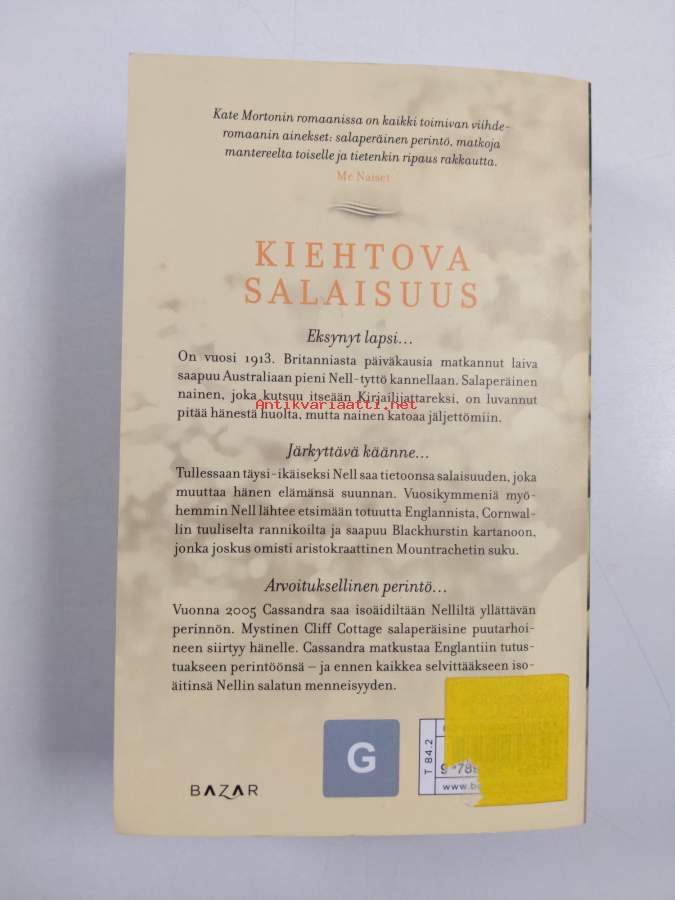 Kate Mortonin romaanissa on kaikki toimivan viihde-
romaanin ainekset: salaperäinen perintö, matkoja
mantereelta toiselle ja tietenkin ripaus rakkautta.
Me Naiset
KIEHTOVA
SALAISUUS
Eksynyt lapsi...
On vuosi 1913. Britanniasta päiväkausia matkannut laiva
saapuu Australiaan pieni Nell-tyttö kannellaan. Salaperäinen
nainen, joka kutsuu itseään Kirjailijattareksi, on luvannut
Antikvariaatti.net
pitää hänestä huolta, mutta nainen katoaa jäljettömiin.
Järkyttävä käänne...
Tullessaan täysi-ikäiseksi Nell saa tietoonsa salaisuuden, joka
muuttaa hänen elämänsä suunnan. Vuosikymmeniä myö-
hemmin Nell lähtee etsimään totuutta Englannista, Cornwal-
lin tuuliselta rannikoilta ja saapuu Blackhurstin kartanoon,
jonka joskus omisti aristokraattinen Mountrachetin suku.
Arvoituksellinen perintö...
Vuonna 2005 Cassandra saa isoäidiltään Nelliltä yllättävän
perinnön. Mystinen Cliff Cottage salaperäisine puutarhoi-
neen siirtyy hänelle. Cassandra matkustaa Englantiin tutus-
tuakseen perintöönsä – ja ennen kaikkea selvittääkseen iso-
äitinsä Nellin salatun menneisyyden.
BAZAR
G
T 84.2
9 789
www.b